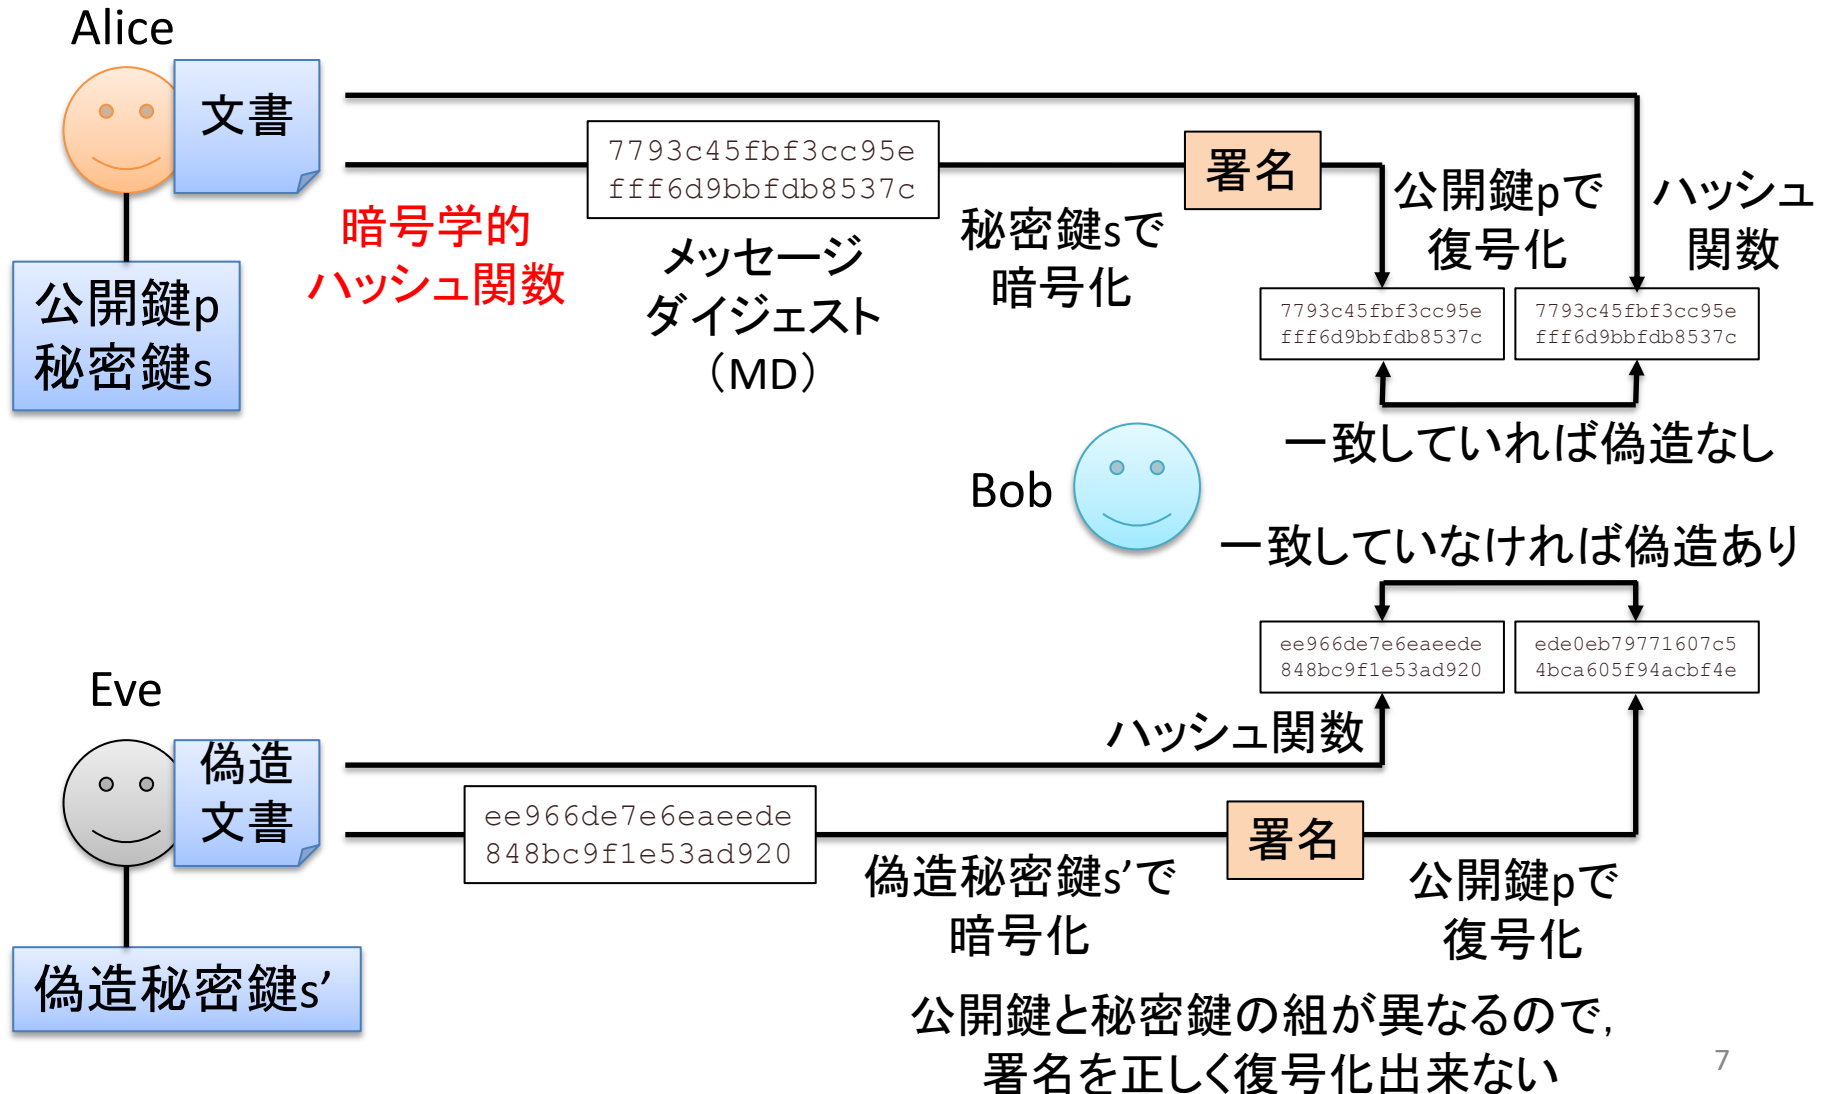 Alice
文書
公開鍵p
秘密鍵s
暗号学的
ハッシュ関数
7793c45fbf3cc95e
fff6d9bbfdb8537c
メッセージ
ダイジェスト
（MD）
秘密鍵sで
暗号化
署名
公開鍵pで
復号化
ハッシュ
関数
7793c45fbf3cc95e
fff6d9bbfdb8537c
7793c45fbf3cc95e
fff6d9bbfdb8537c
一致していれば偽造なし
Bob
一致していなければ偽造あり
ee966de7e6eaeede
848bc9f1e53ad920
ede0eb79771607c5
4bca605f94acbf4e
Eve
偽造
文書
偽造秘密鍵s’
ハッシュ関数
ee966de7e6eaeede
848bc9f1e53ad920
偽造秘密鍵s’で
暗号化
署名
公開鍵pで
復号化
公開鍵と秘密鍵の組が異なるので,
署名を正しく復号化出来ない
7